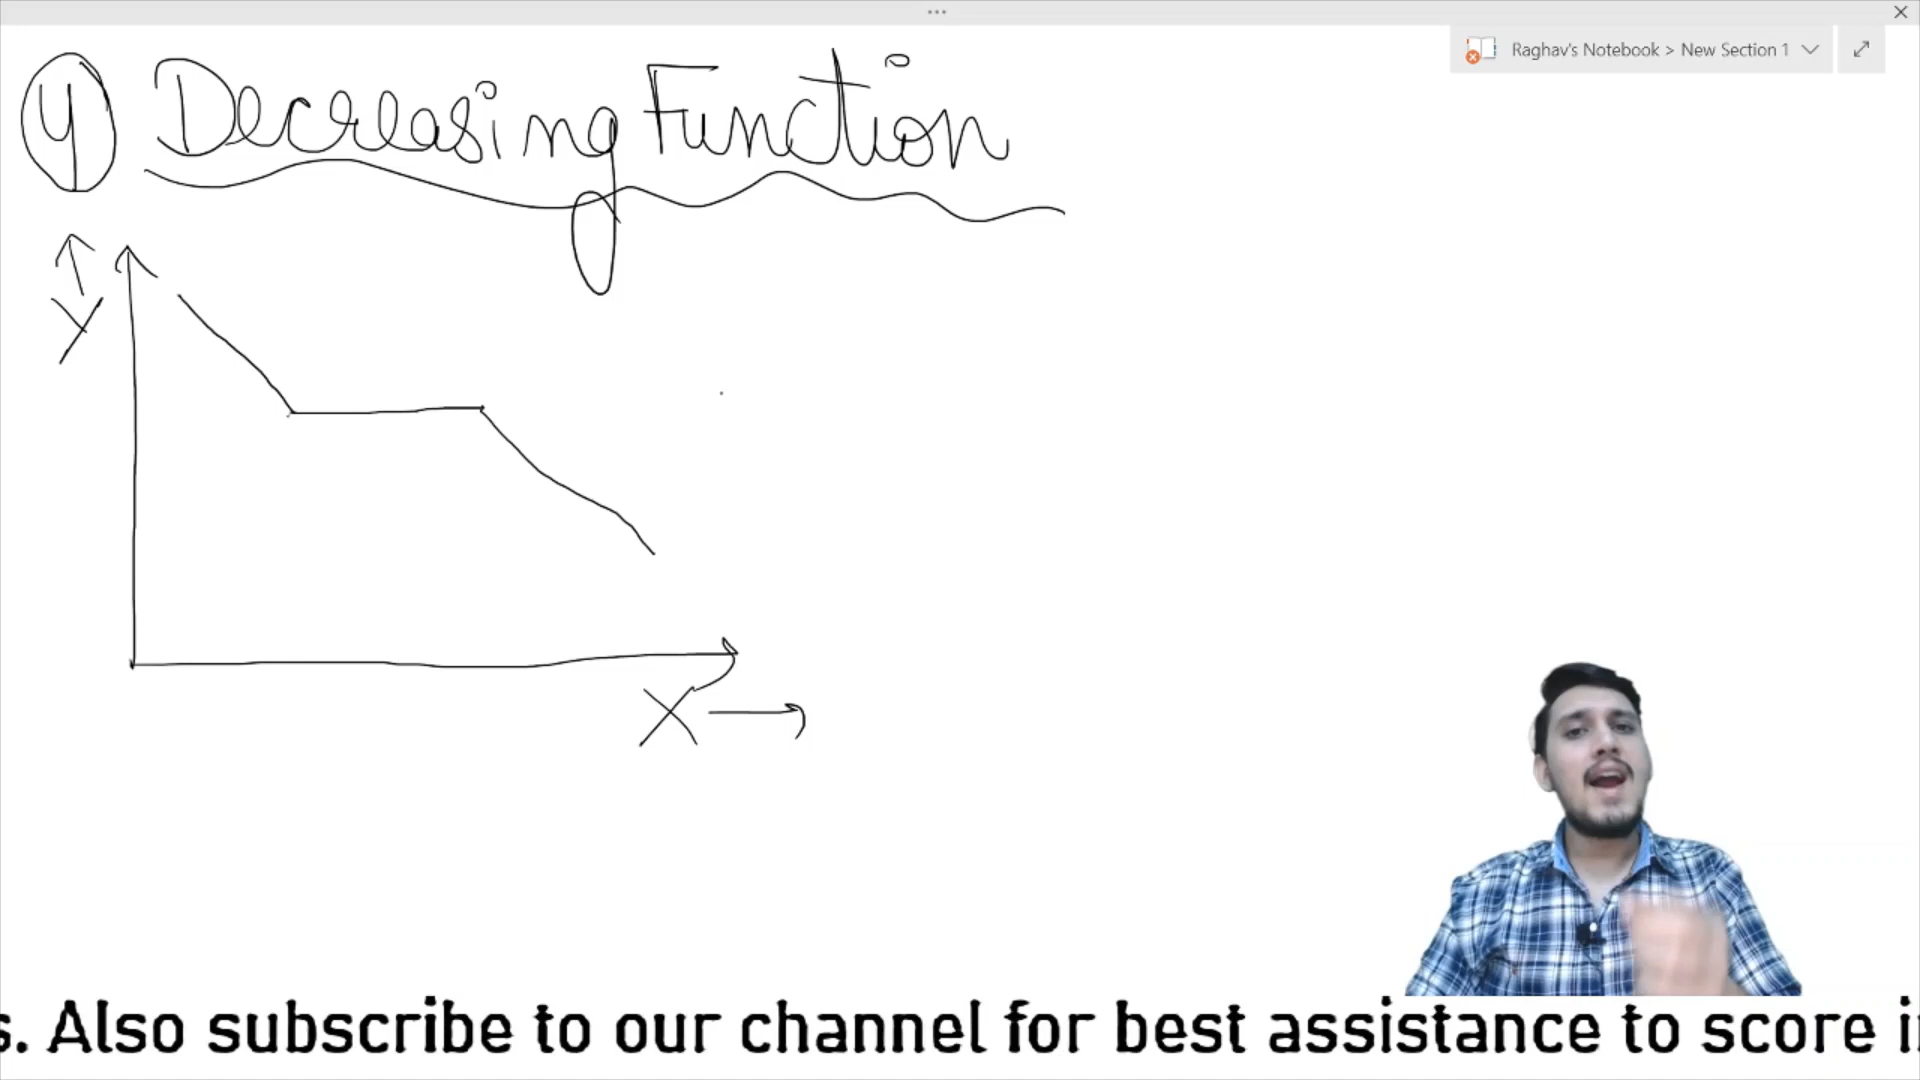 Raghav's Notebook > New Section 1
4 Decreasing Function
Y
X
s. Also subscribe to our channel for best assistance to score i